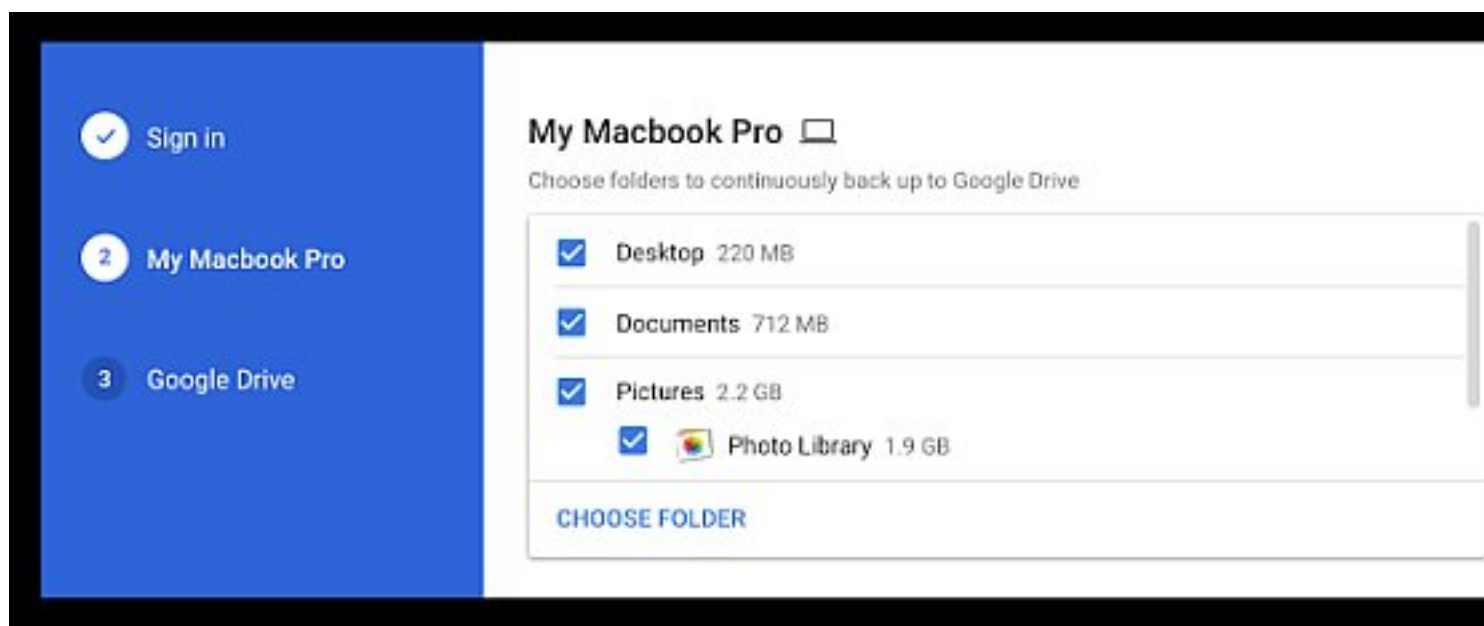 Sign in
2 My Macbook Pro
3 Google Drive
My Macbook Pro
Choose folders to continuously back up to Google Drive
Desktop 220 MB
Documents 712 MB
Pictures 2.2 GB
Photo Library 1.9 GB
CHOOSE FOLDER